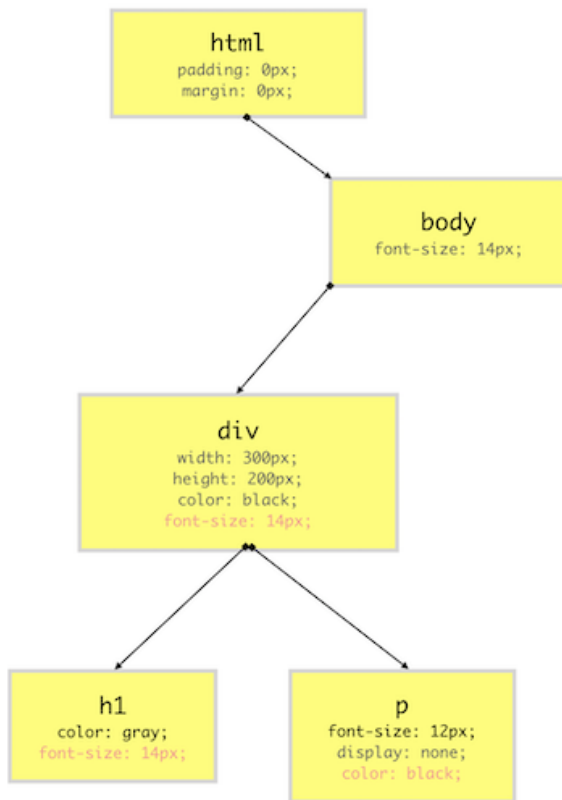 html
padding: 0px;
margin: 0px;
body
font-size: 14px;
div
width: 300px;
height: 200px;
color: black;
font-size: 14px;
h1
color: gray;
font-size: 14px;
p
font-size: 12px;
display: none;
color: black;